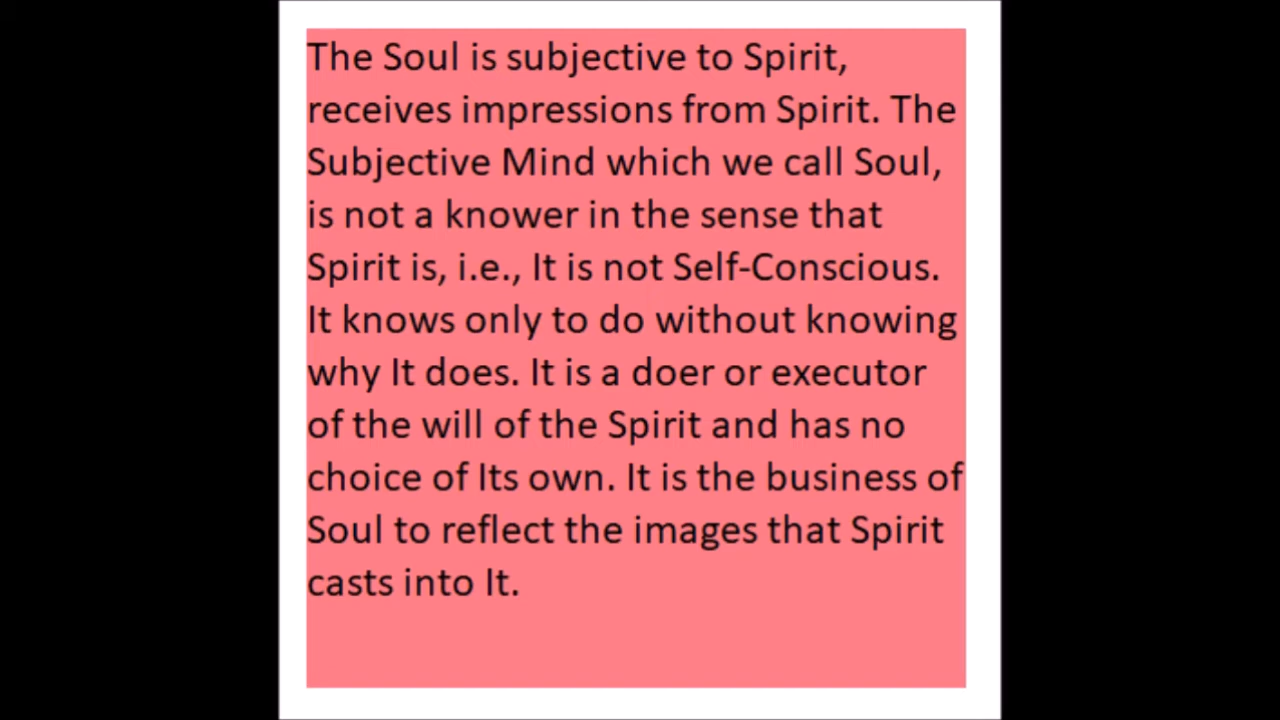 The Soul is subjective to Spirit,
receives impressions from Spirit. The
Subjective Mind which we call Soul,
is not a knower in the sense that
Spirit is, i.e., It is not Self-Conscious.
It knows only to do without knowing
why It does. It is a doer or executor
of the will of the Spirit and has no
choice of Its own. It is the business of
Soul to reflect the images that Spirit
casts into It.